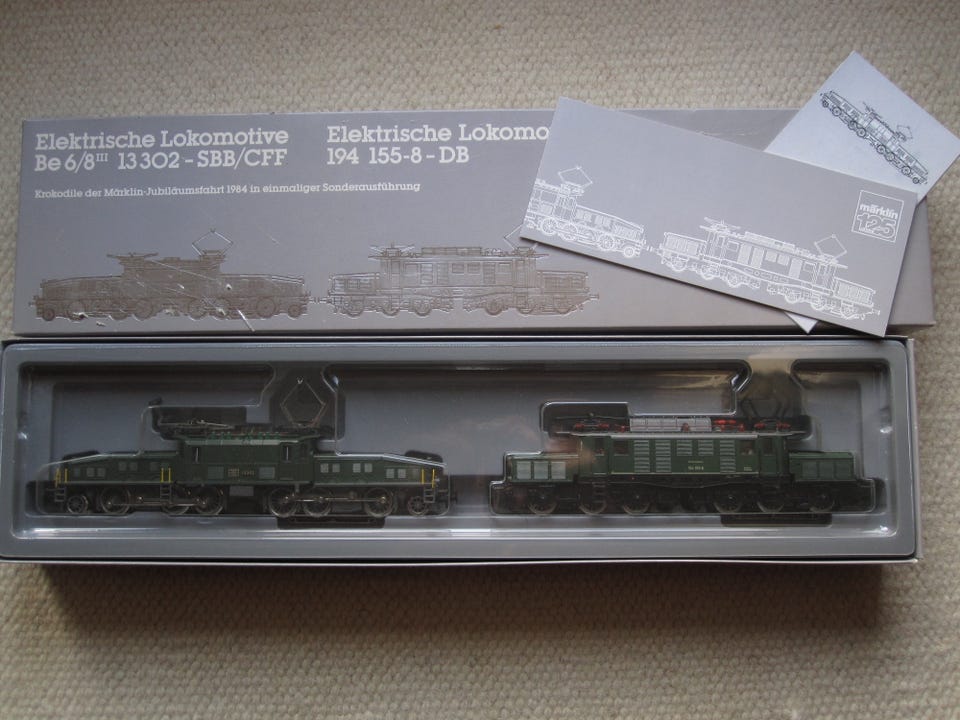 Elektrische Lokomotive
Be 6/8ᴵᴵᴵ 13 302 - SBB/CFF
Elektrische Lokomo
194 155-8 - DB
Krokodile der Märklin-Jubiläumsfahrt 1984 in einmaliger Sonderausführung
märklin
125